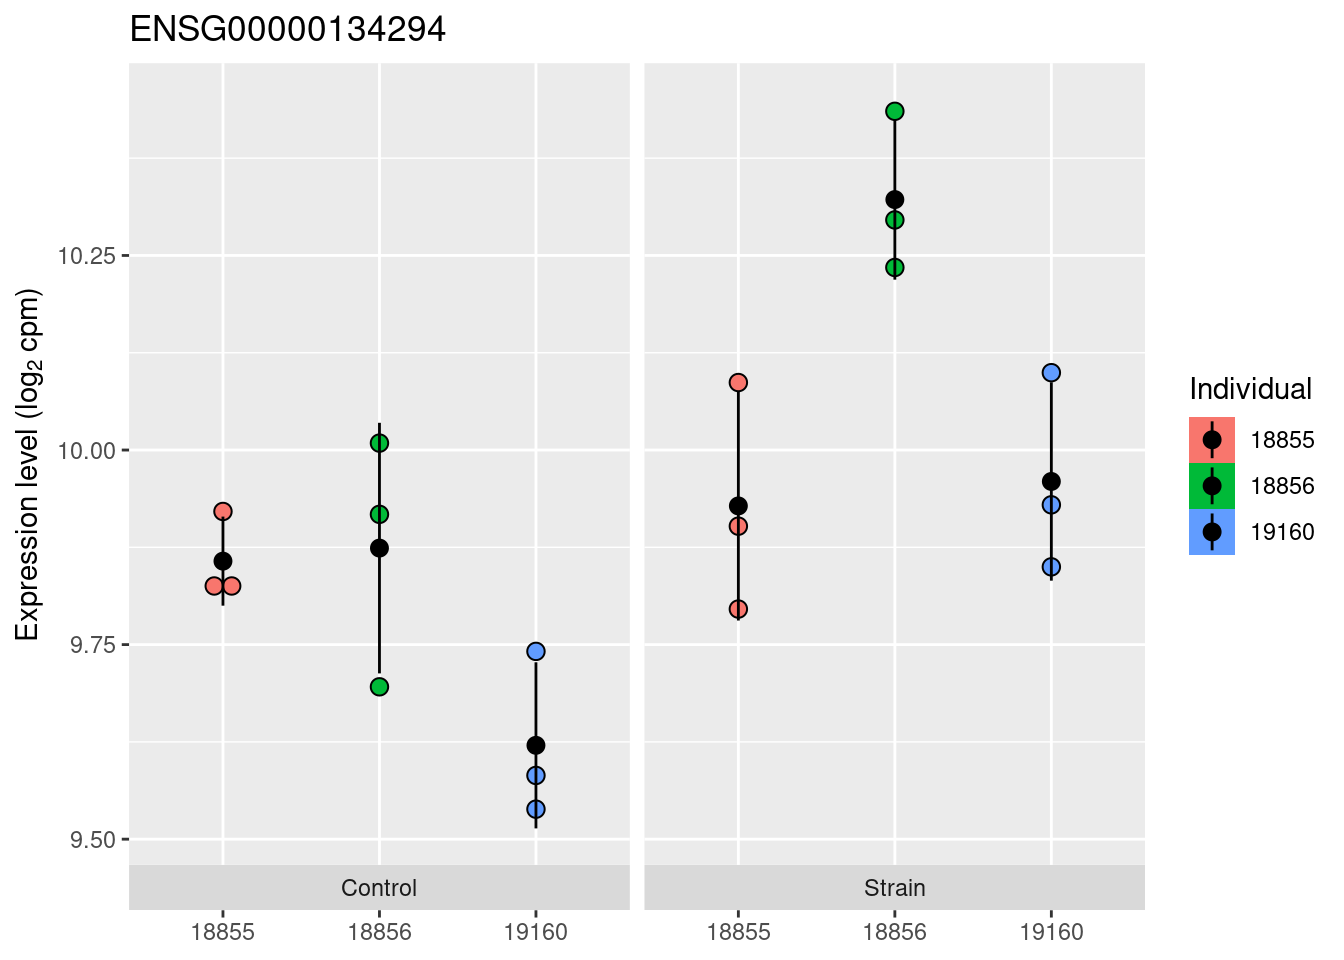 ENSG00000134294
Expression level (log₂ cpm)
10.25
10.00
9.75
9.50
Control
Strain
18855
18856
19160
18855
18856
19160
Individual
18855
18856
19160